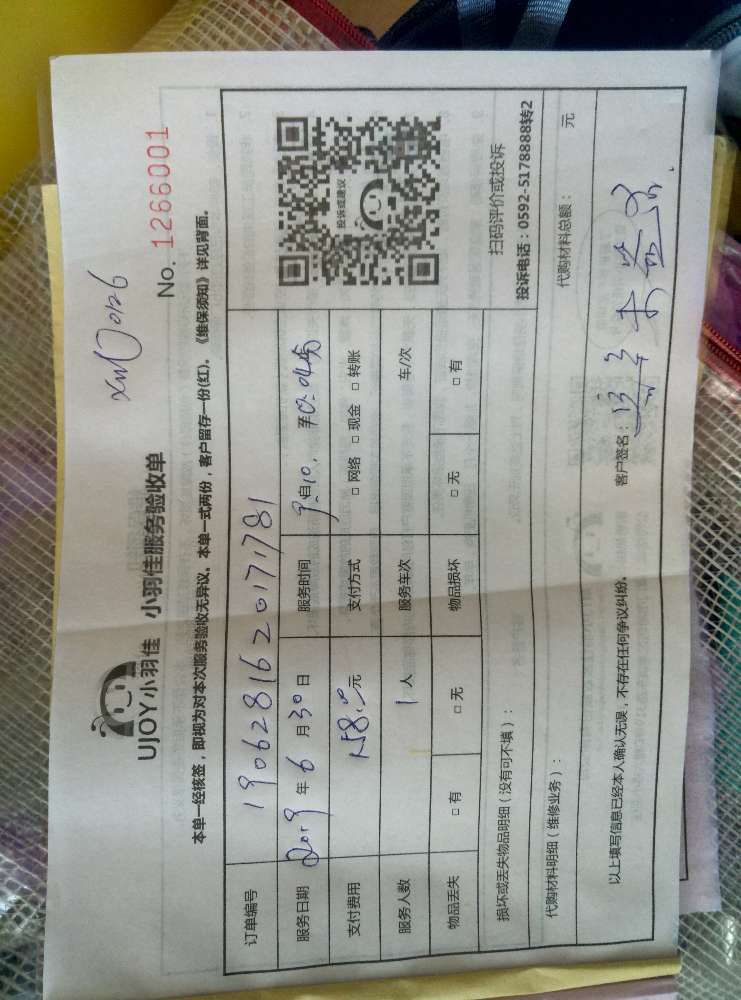 XM00126
No. 1266001
UJOY小羽佳 小羽佳服务验收单
本单一经核签，即视为对本次服务验收无异议。本单一式两份，客户留存一份(红)。《维保须知》详见背面。
订单编号 1906281620171781
服务日期 2019 年 6 月 30 日 服务时间
支付费用 158.00元 支付方式 □ 网络 □ 现金 □ 转账
服务人数 1 人 服务车次 车/次
物品丢失 □ 有 □ 无 物品损坏 □ 无 □ 有
投诉或建议
扫码评价或投诉
投诉电话：0592-5178888转2
损坏或丢失物品明细（没有可不填）：
代购材料明细（维修业务）： 代购材料总额： 元
以上填写信息已经本人确认无误，不存在任何争议纠纷。 客户签名：